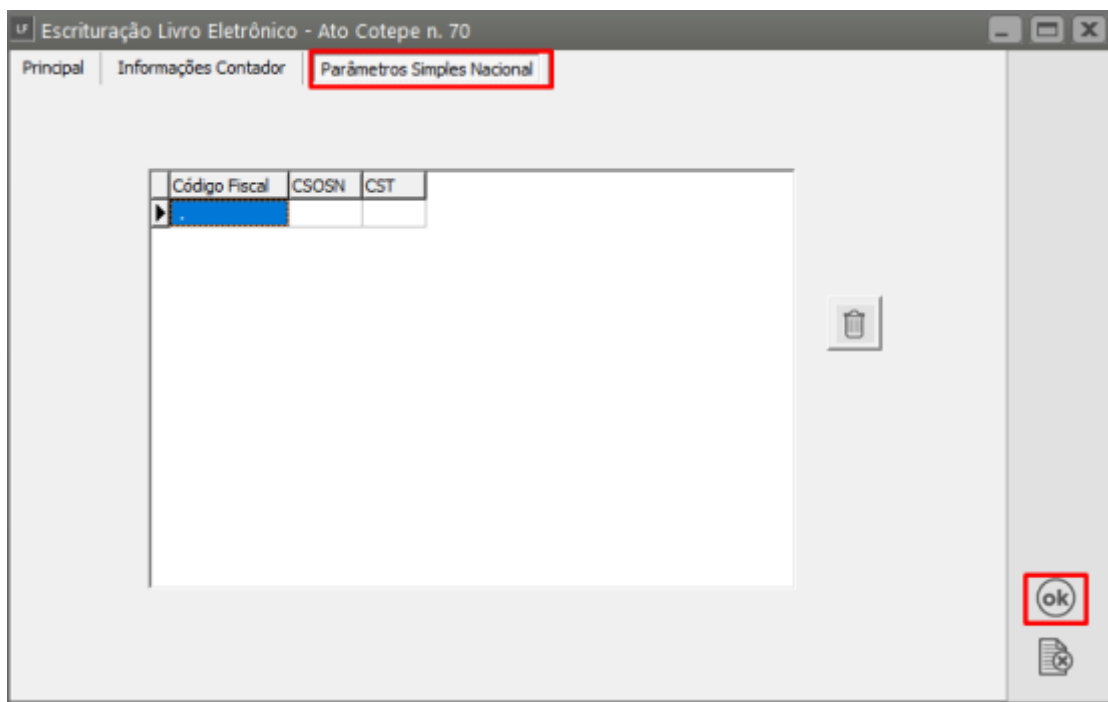 LF Escrituração Livro Eletrônico - Ato Cotepe n. 70
Principal Informações Contador Parâmetros Simples Nacional
Código Fiscal CSOSN CST
.
ok